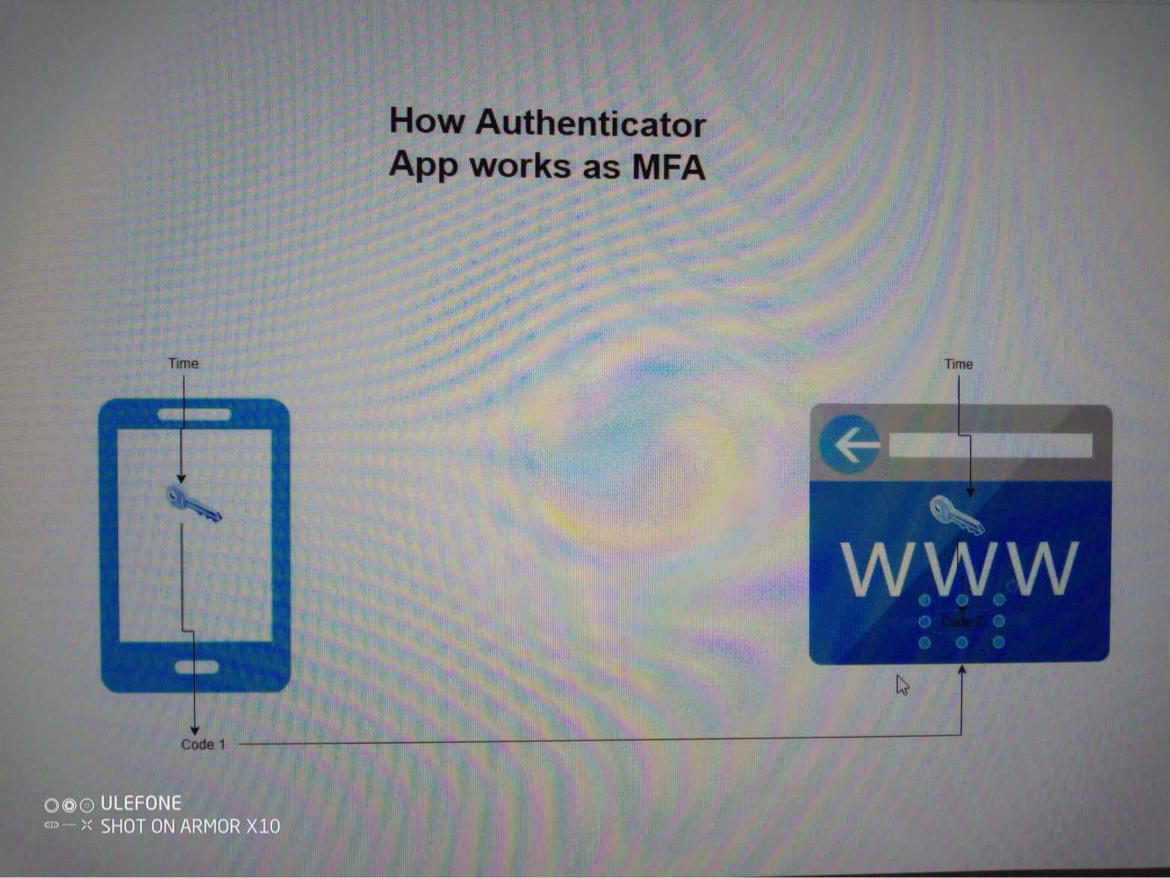 How Authenticator
App works as MFA
Time
Time
WWW
Code 2
Code 1
ULEFONE
SHOT ON ARMOR X10